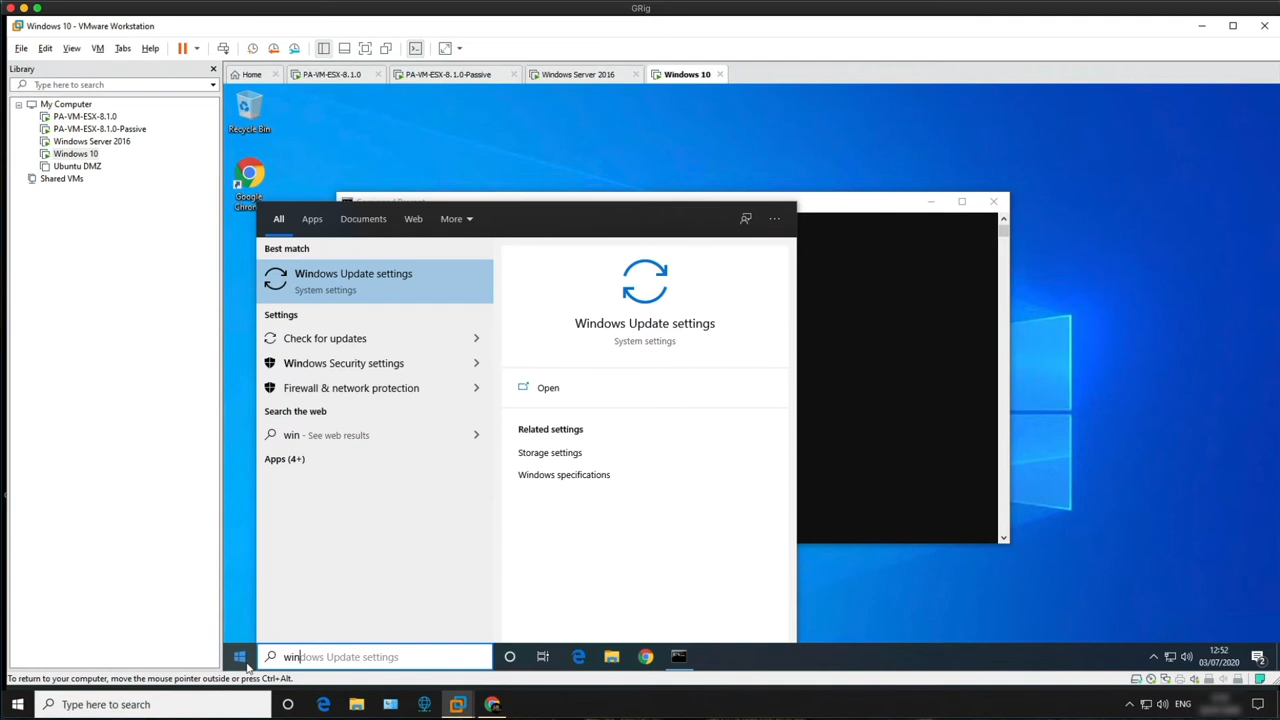 GRig
Windows 10 - VMware Workstation
File Edit View VM Tabs Help
Library
Type here to search
My Computer
PA-VM-ESX-8.1.0
PA-VM-ESX-8.1.0-Passive
Windows Server 2016
Windows 10
Ubuntu DMZ
Shared VMs
Home
PA-VM-ESX-8.1.0
PA-VM-ESX-8.1.0-Passive
Windows Server 2016
Windows 10
Recycle Bin
Google
All Apps Documents Web More
Best match
Windows Update settings
System settings
Settings
Check for updates
Windows Security settings
Firewall & network protection
Search the web
win - See web results
Apps (4+)
Windows Update settings
System settings
Open
Related settings
Storage settings
Windows specifications
windows Update settings
12:52
03/07/2020
2
To return to your computer, move the mouse pointer outside or press Ctrl+Alt.
Type here to search
ENG